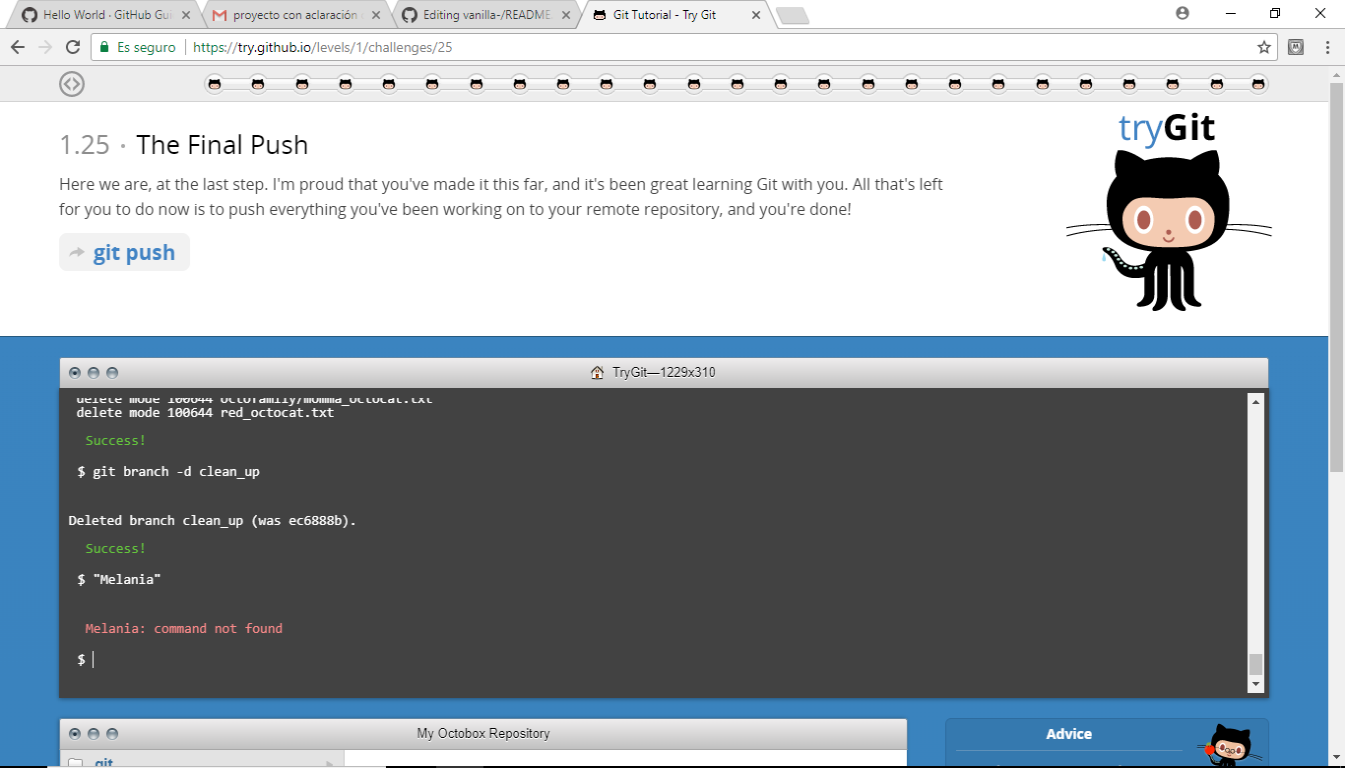 Hello World · GitHub Gui
proyecto con aclaración
Editing vanilla-/README
Git Tutorial - Try Git
Es seguro
https://try.github.io/levels/1/challenges/25
tryGit
1.25 · The Final Push
Here we are, at the last step. I'm proud that you've made it this far, and it's been great learning Git with you. All that's left
for you to do now is to push everything you've been working on to your remote repository, and you're done!
git push
TryGit—1229x310
delete mode 100644 octofamily/momma_octocat.txt
delete mode 100644 red_octocat.txt
Success!
$ git branch -d clean_up
Deleted branch clean_up (was ec6888b).
Success!
$ "Melania"
Melania: command not found
$
My Octobox Repository
Advice
.git